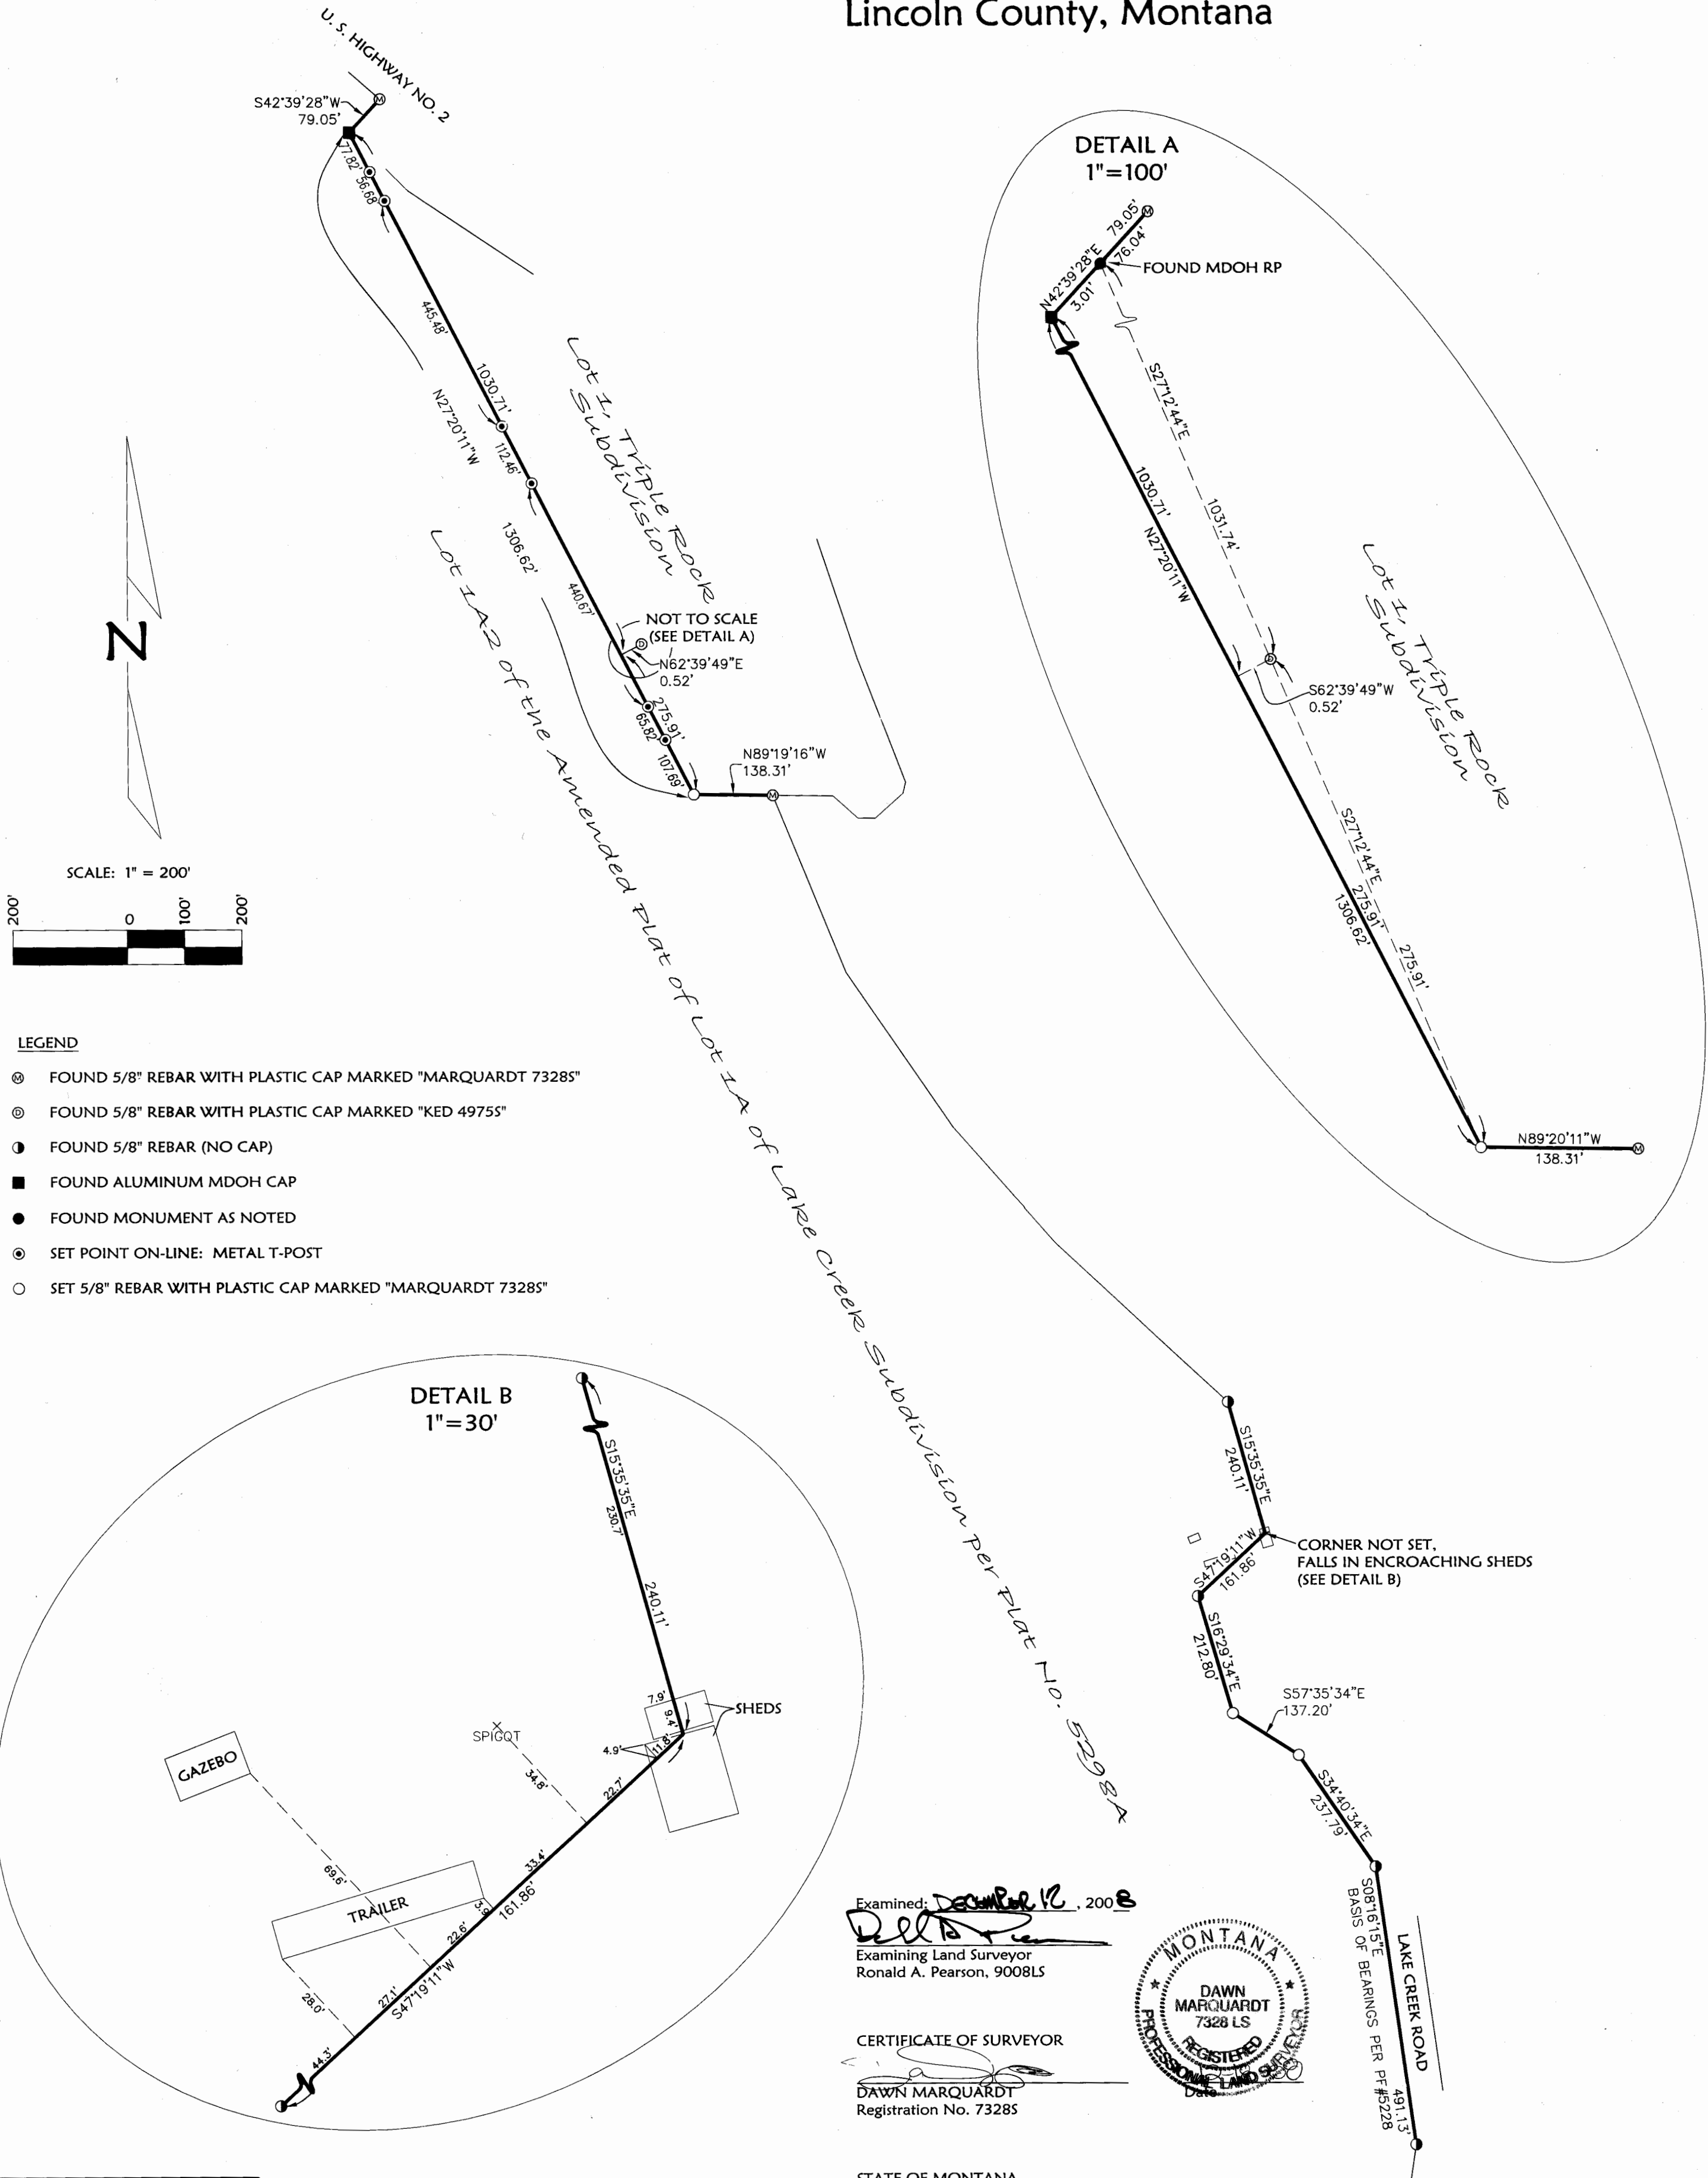 Lincoln County, Montana
U. S. HIGHWAY NO. 2
S42°39'28"W
79.05'
77.82'
56.68'
445.48'
1030.71'
N27°20'11"W
112.46'
1306.62'
440.67'
Lot 1, Triple Rock
Subdivision
NOT TO SCALE
(SEE DETAIL A)
D
N62°39'49"E
0.52'
275.91'
65.82'
107.69'
N89°19'16"W
138.31'
M
M
Lot 1A2 of the Amended Plat of Lot 1A of Lake Creek Subdivision per Plat No. 5298A
N
SCALE: 1" = 200'
200'
0
100'
200'
DETAIL A
1"=100'
79.05'
M
N42°39'28"E
76.04'
3.01'
FOUND MDOH RP
S27°12'44"E
1031.74'
1030.71'
N27°20'11"W
D
S62°39'49"W
0.52'
Lot 1, Triple Rock
Subdivision
S27°12'44"E
275.91'
1306.62'
275.91'
N89°20'11"W
138.31'
M
LEGEND
M FOUND 5/8" REBAR WITH PLASTIC CAP MARKED "MARQUARDT 7328S"
D FOUND 5/8" REBAR WITH PLASTIC CAP MARKED "KED 4975S"
FOUND 5/8" REBAR (NO CAP)
FOUND ALUMINUM MDOH CAP
FOUND MONUMENT AS NOTED
SET POINT ON-LINE: METAL T-POST
SET 5/8" REBAR WITH PLASTIC CAP MARKED "MARQUARDT 7328S"
DETAIL B
1"=30'
S15°35'35"E
230.7'
240.11'
7.9'
9.4'
SHEDS
4.9'
11.8'
SPIGOT
34.8'
22.7'
GAZEBO
69.6'
33.4'
161.86'
TRAILER
3.9'
22.6'
S47°19'11"W
27.1'
28.0'
44.3'
S15°35'35"E
240.11'
CORNER NOT SET,
FALLS IN ENCROACHING SHEDS
(SEE DETAIL B)
S47°19'11"W
161.86'
S16°29'34"E
212.80'
S57°35'34"E
137.20'
S34°40'34"E
237.79'
S08°16'15"E
BASIS OF BEARINGS PER PF#5228
491.13'
LAKE CREEK ROAD
Examined: DECEMBER 12, 2008
Examining Land Surveyor
Ronald A. Pearson, 9008LS
CERTIFICATE OF SURVEYOR
DAWN MARQUARDT
Registration No. 7328S
Date
MONTANA
DAWN
MARQUARDT
7328 LS
REGISTERED
PROFESSIONAL LAND SURVEYOR
STATE OF MONTANA